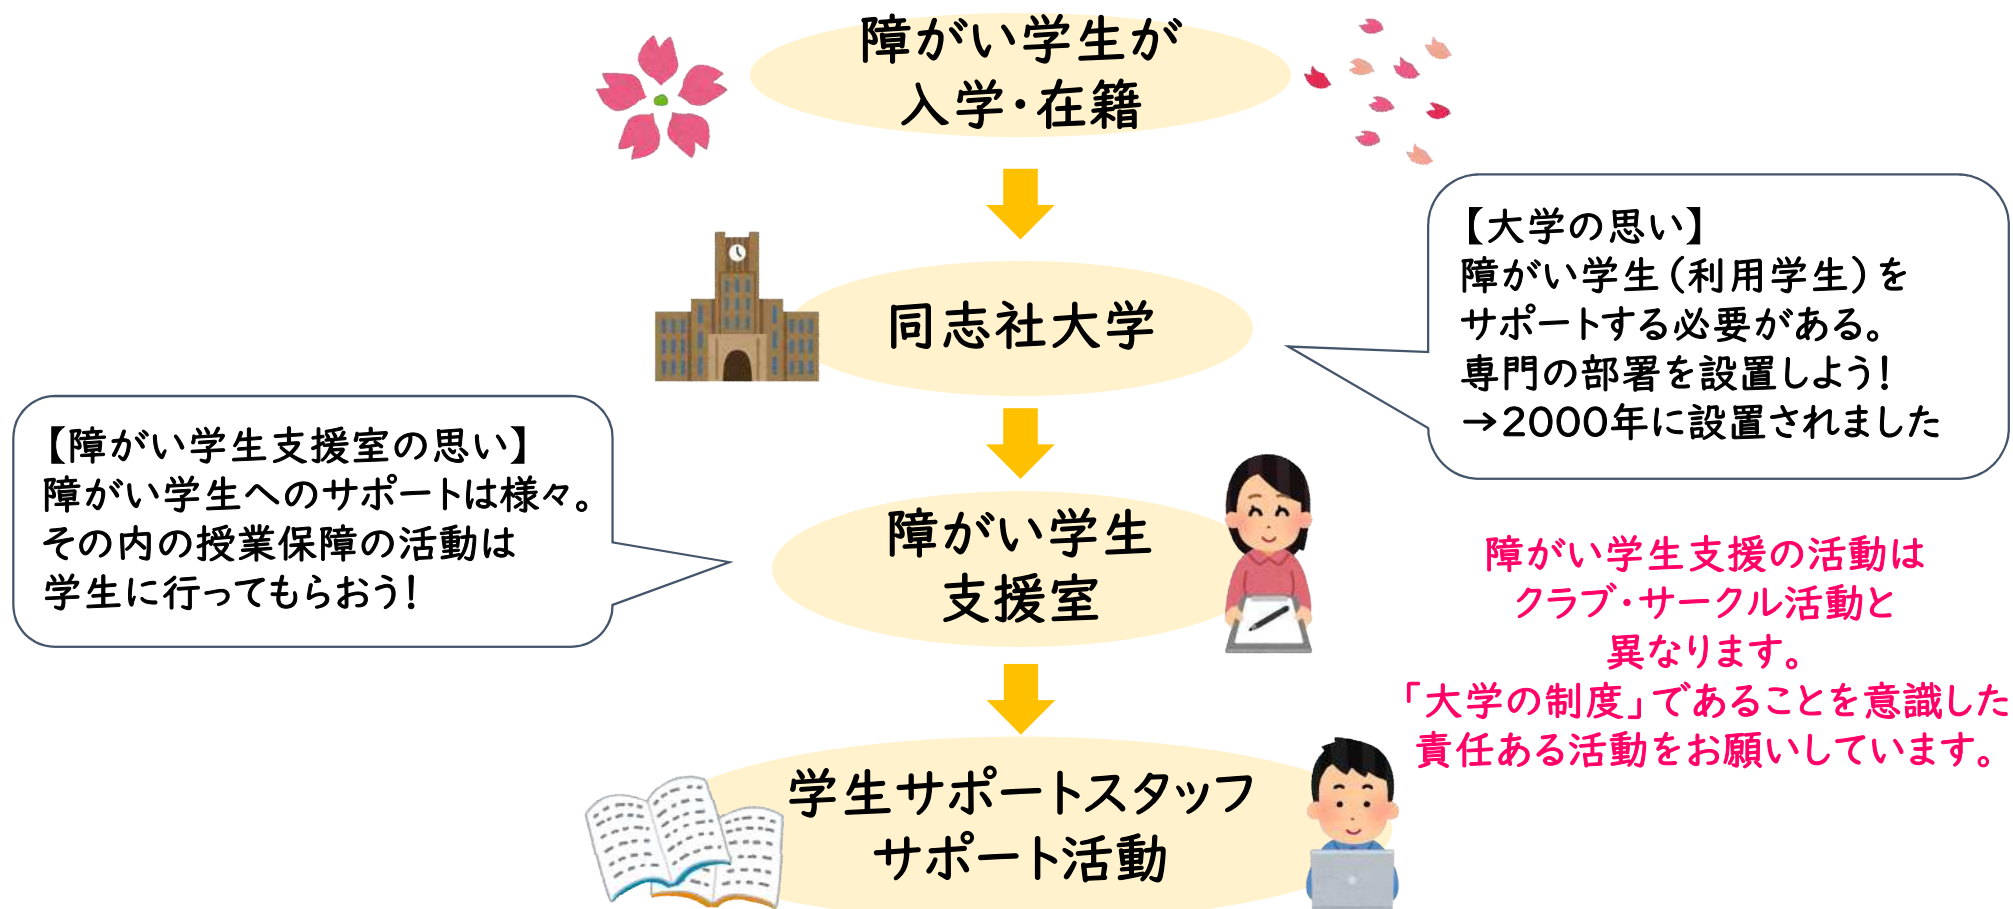 障がい学生が
入学・在籍
同志社大学
【大学の思い】
障がい学生（利用学生）を
サポートする必要がある。
専門の部署を設置しよう！
→2000年に設置されました
【障がい学生支援室の思い】
障がい学生へのサポートは様々。
その内の授業保障の活動は
学生に行ってもらおう！
障がい学生
支援室
障がい学生支援の活動は
クラブ・サークル活動と
異なります。
「大学の制度」であることを意識した
責任ある活動をお願いしています。
学生サポートスタッフ
サポート活動